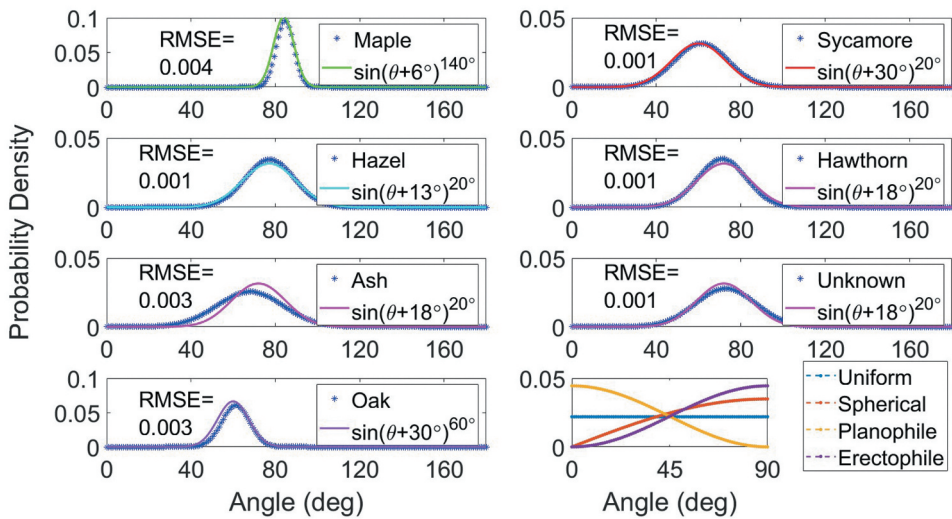 Probability Density
0.1
0.05
0
RMSE=
0.004
Maple
sin(θ+6°)^140°
0 40 80 120 160
0.05
0
RMSE=
0.001
Sycamore
sin(θ+30°)^20°
0 40 80 120 160
0.05
0
RMSE=
0.001
Hazel
sin(θ+13°)^20°
0 40 80 120 160
0.05
0
RMSE=
0.001
Hawthorn
sin(θ+18°)^20°
0 40 80 120 160
0.05
0
RMSE=
0.003
Ash
sin(θ+18°)^20°
0 40 80 120 160
0.05
0
RMSE=
0.001
Unknown
sin(θ+18°)^20°
0 40 80 120 160
0.1
0.05
0
RMSE=
0.003
Oak
sin(θ+30°)^60°
0 40 80 120 160
Angle (deg)
0.05
0
0 45 90
Angle (deg)
Uniform
Spherical
Planophile
Erectophile